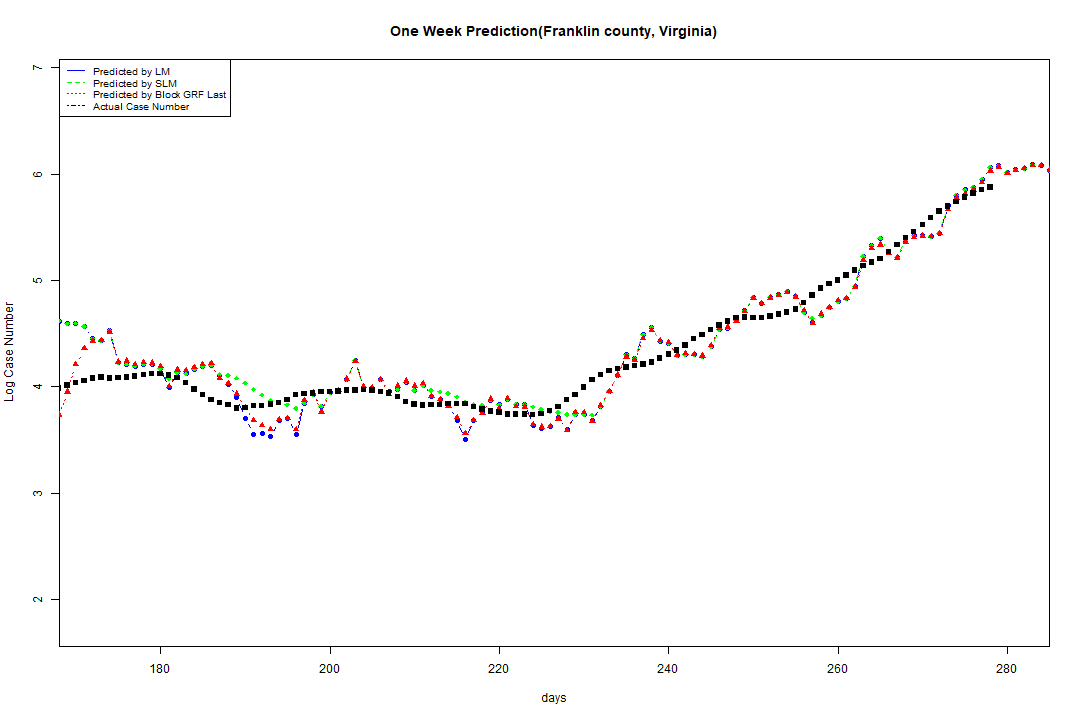 One Week Prediction(Franklin county, Virginia)
Predicted by LM
Predicted by SLM
Predicted by Block GRF Last
Actual Case Number
7
6
5
4
3
2
Log Case Number
180 200 220 240 260 280
days